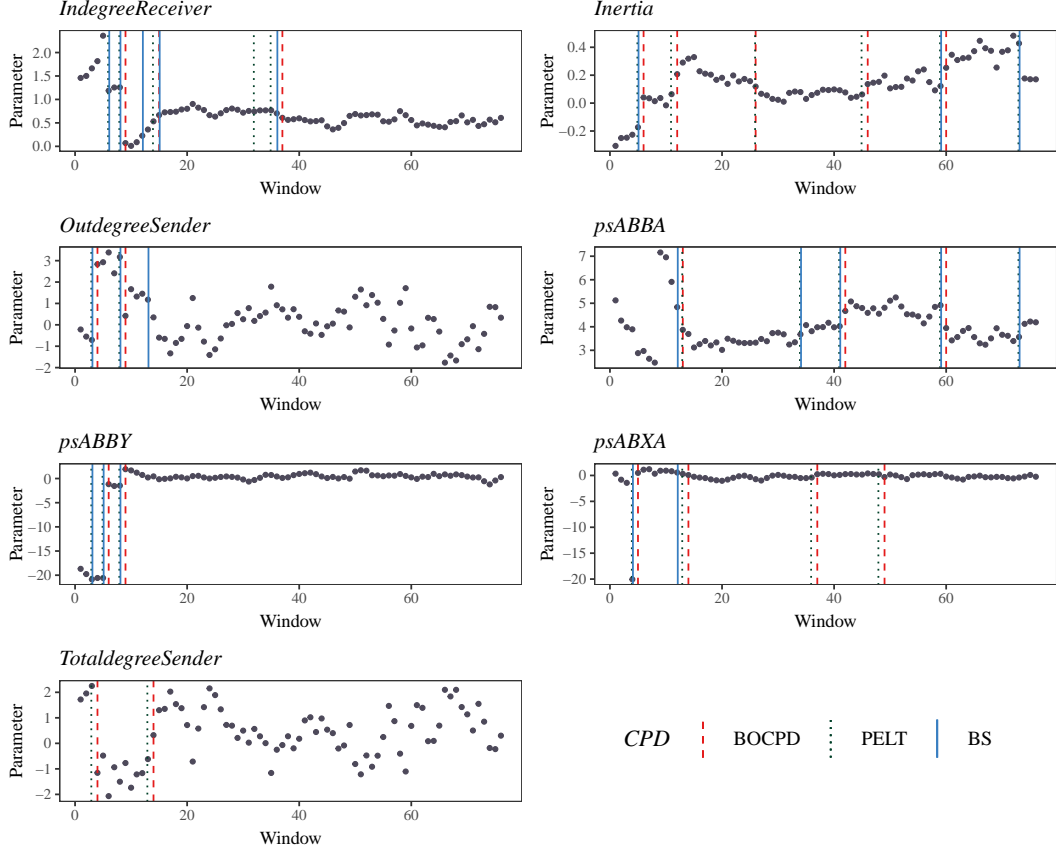 IndegreeReceiver
Parameter
2.0
1.5
1.0
0.5
0.0
0 20 40 60
Window
Inertia
Parameter
0.4
0.2
0.0
−0.2
0 20 40 60
Window
OutdegreeSender
Parameter
3
2
1
0
−1
−2
0 20 40 60
Window
psABBA
Parameter
7
6
5
4
3
0 20 40 60
Window
psABBY
Parameter
0
−5
−10
−15
−20
0 20 40 60
Window
psABXA
Parameter
0
−5
−10
−15
−20
0 20 40 60
Window
TotaldegreeSender
Parameter
2
1
0
−1
−2
0 20 40 60
Window
CPD BOCPD PELT BS